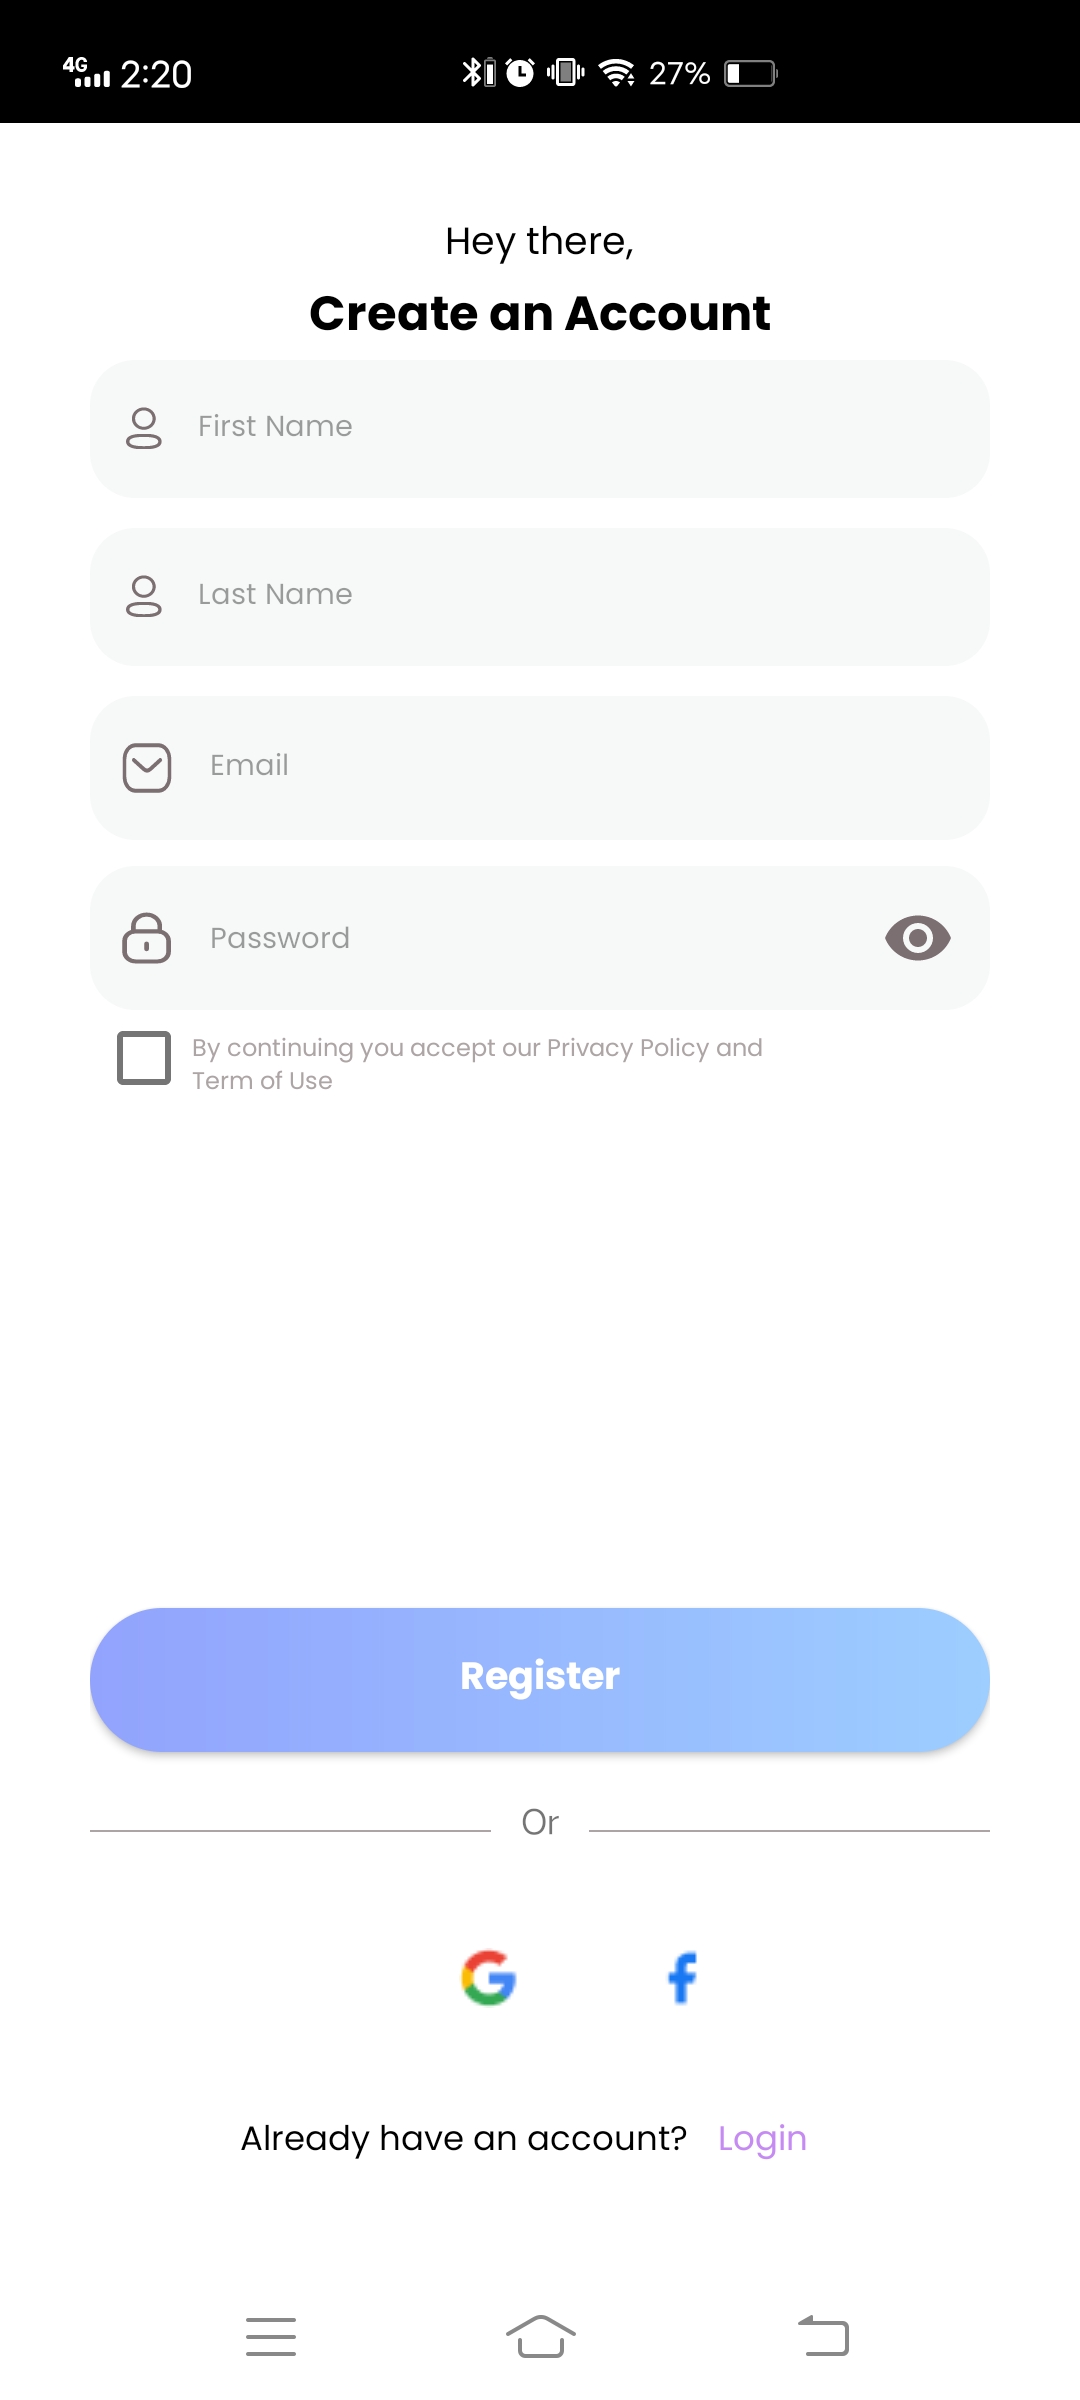 4G 2:20 27%
Hey there,
Create an Account
First Name
Last Name
Email
Password
By continuing you accept our Privacy Policy and
Term of Use
Register
Or
Already have an account? Login